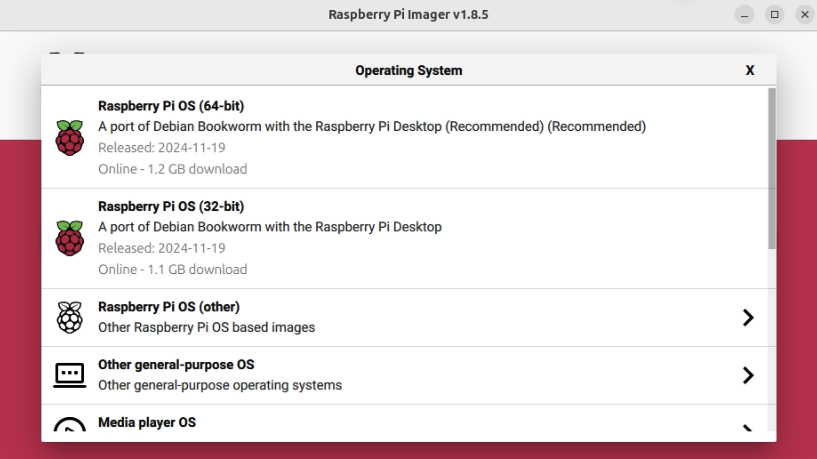 Raspberry Pi Imager v1.8.5
Operating System
X
Raspberry Pi OS (64-bit)
A port of Debian Bookworm with the Raspberry Pi Desktop (Recommended) (Recommended)
Released: 2024-11-19
Online - 1.2 GB download
Raspberry Pi OS (32-bit)
A port of Debian Bookworm with the Raspberry Pi Desktop
Released: 2024-11-19
Online - 1.1 GB download
Raspberry Pi OS (other)
Other Raspberry Pi OS based images
Other general-purpose OS
Other general-purpose operating systems
Media player OS